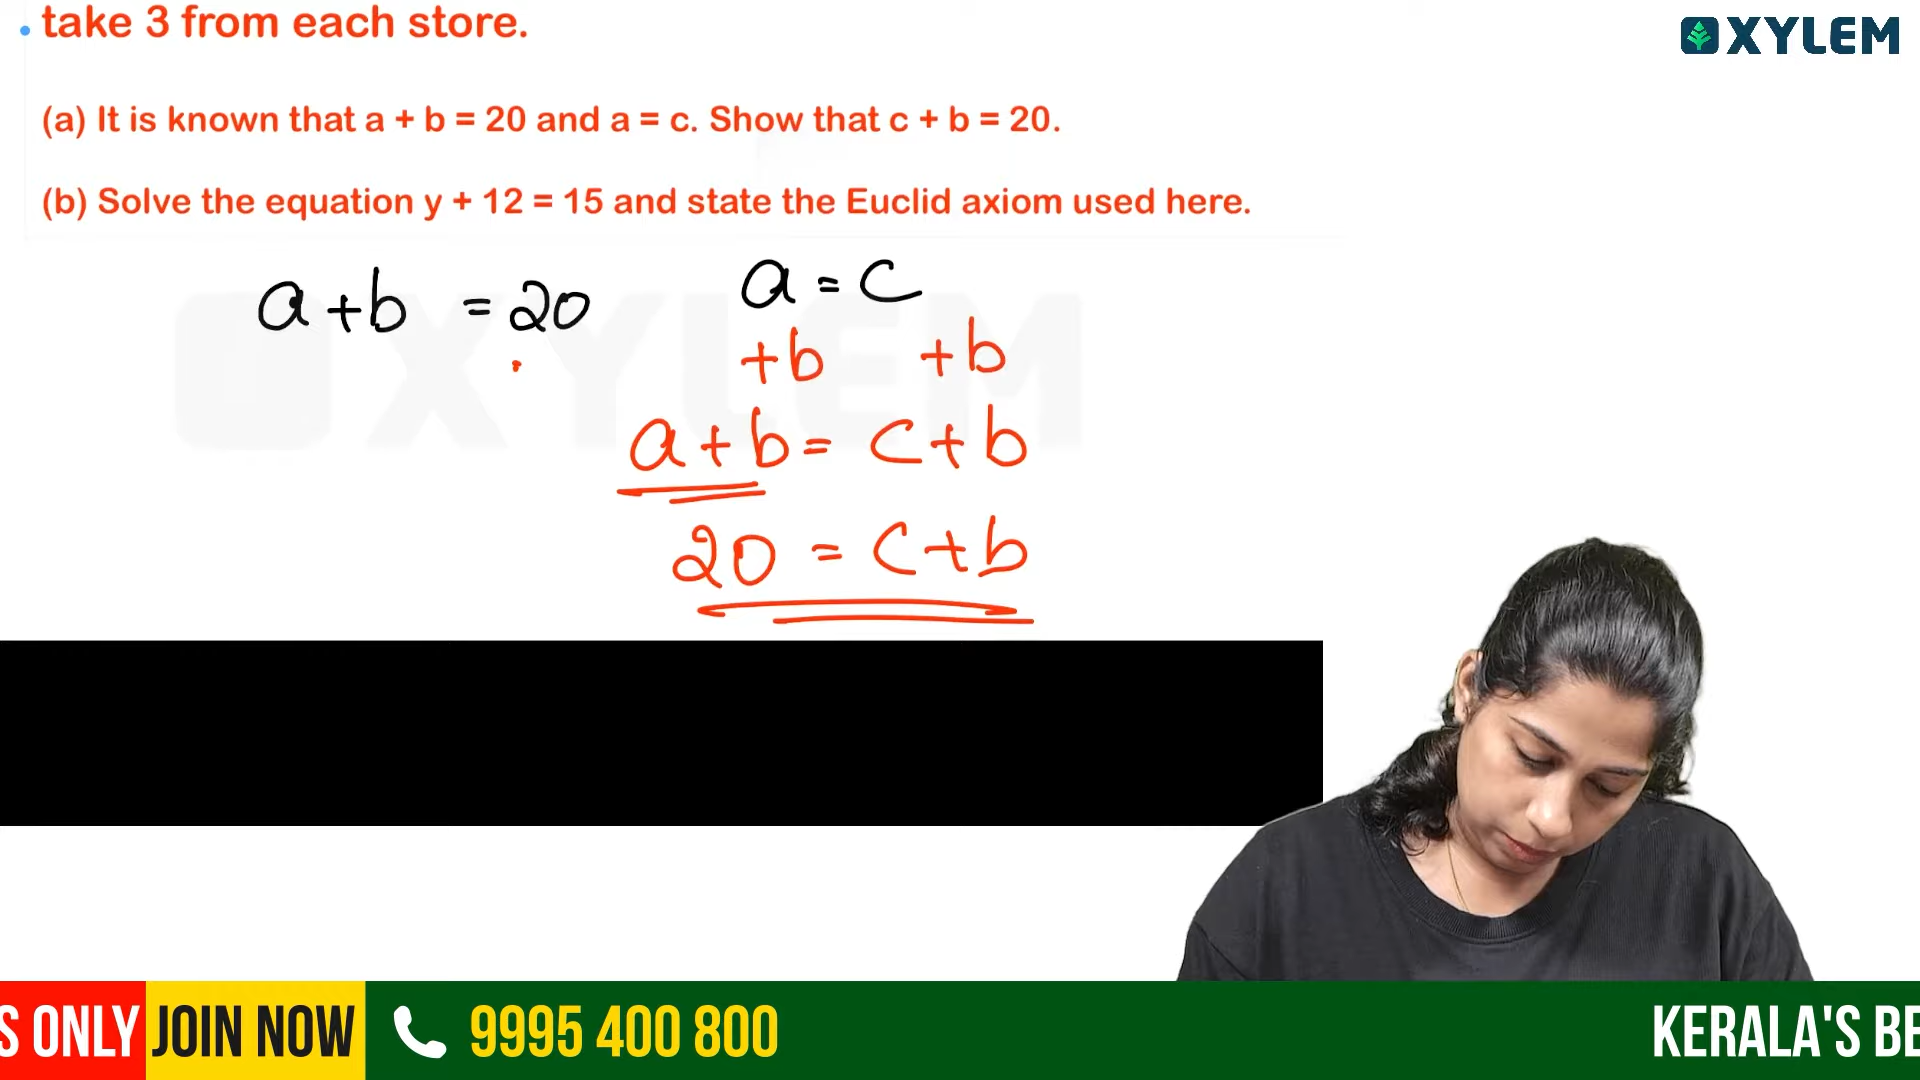 take 3 from each store.
XYLEM
(a) It is known that a + b = 20 and a = c. Show that c + b = 20.
(b) Solve the equation y + 12 = 15 and state the Euclid axiom used here.
a + b = 20
a = c
+b +b
a + b = c + b
20 = c + b
XYLEM
S ONLY JOIN NOW 9995 400 800 KERALA'S BE